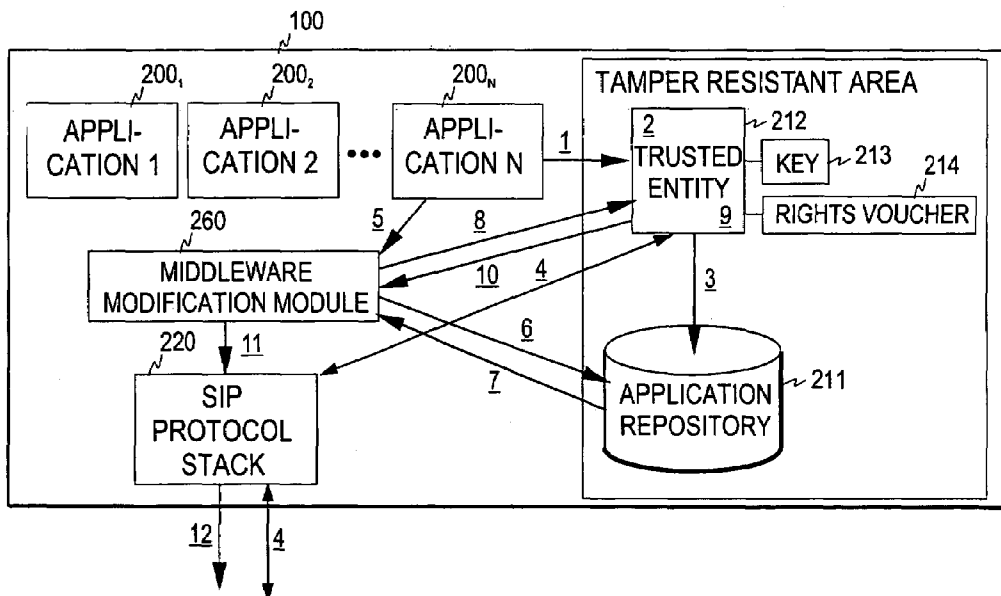 100
200₁
200₂
200N
APPLI-
CATION 1
APPLI-
CATION 2
•••
APPLI-
CATION N
1
TAMPER RESISTANT AREA
2
TRUSTED
ENTITY
9
212
KEY
213
214
RIGHTS VOUCHER
260
5
8
MIDDLEWARE
MODIFICATION MODULE
10
4
3
220
11
6
7
SIP
PROTOCOL
STACK
APPLICATION
REPOSITORY
211
12
4